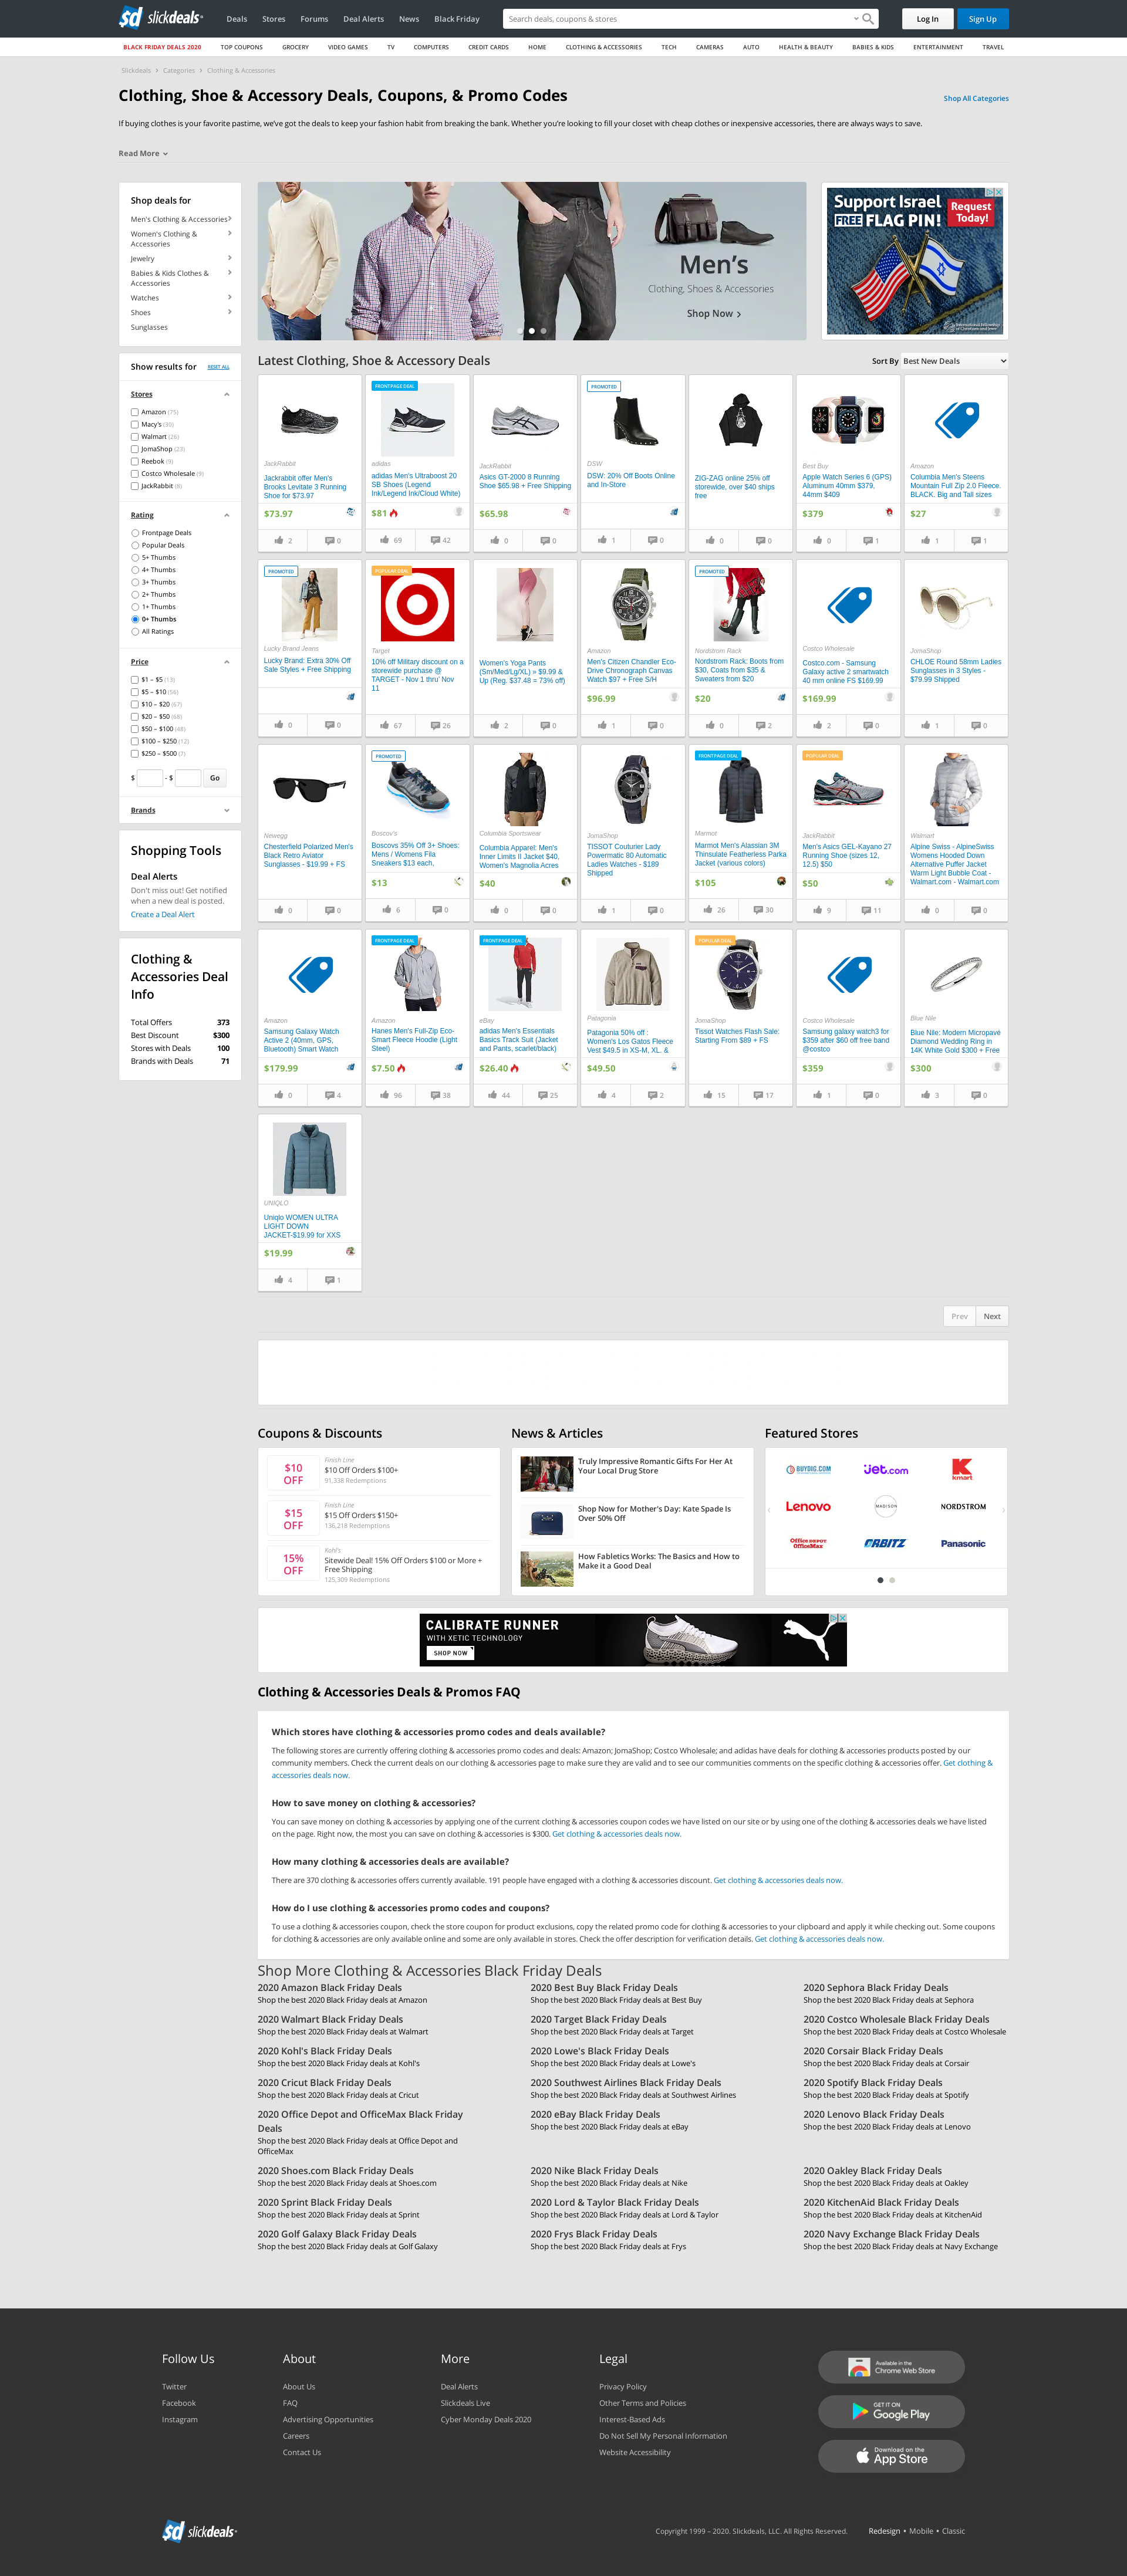 sd slickdeals
Deals
Stores
Forums
Deal Alerts
News
Black Friday
Search deals, coupons & stores
Log In
Sign Up
BLACK FRIDAY DEALS 2020
TOP COUPONS
GROCERY
VIDEO GAMES
TV
COMPUTERS
CREDIT CARDS
HOME
CLOTHING & ACCESSORIES
TECH
CAMERAS
AUTO
HEALTH & BEAUTY
BABIES & KIDS
ENTERTAINMENT
TRAVEL
Slickdeals › Categories › Clothing & Accessories
Clothing, Shoe & Accessory Deals, Coupons, & Promo Codes
Shop All Categories
If buying clothes is your favorite pastime, we’ve got the deals to keep your fashion habit from breaking the bank. Whether you’re looking to fill your closet with cheap clothes or inexpensive accessories, there are always ways to save.
Read More
Shop deals for
Men's Clothing & Accessories
Women's Clothing &
Accessories
Jewelry
Babies & Kids Clothes &
Accessories
Watches
Shoes
Sunglasses
Men’s
Clothing, Shoes & Accessories
Shop Now
Support Israel
FREE FLAG PIN!
Request
Today!
Show results for
RESET ALL
Stores
Amazon (75)
Macy's (30)
Walmart (26)
JomaShop (23)
Reebok (9)
Costco Wholesale (9)
JackRabbit (8)
Rating
Frontpage Deals
Popular Deals
5+ Thumbs
4+ Thumbs
3+ Thumbs
2+ Thumbs
1+ Thumbs
0+ Thumbs
All Ratings
Price
$1 – $5 (13)
$5 – $10 (56)
$10 – $20 (67)
$20 – $50 (68)
$50 – $100 (48)
$100 – $250 (12)
$250 – $500 (7)
$ - $ Go
Brands
Shopping Tools
Deal Alerts
Don't miss out! Get notified
when a new deal is posted.
Create a Deal Alert
Clothing &
Accessories Deal
Info
Total Offers 373
Best Discount $300
Stores with Deals 100
Brands with Deals 71
Latest Clothing, Shoe & Accessory Deals
Sort By Best New Deals
JackRabbit
Jackrabbit offer Men's
Brooks Levitate 3 Running
Shoe for $73.97
$73.97
2 0
FRONTPAGE DEAL
adidas
adidas Men's Ultraboost 20
SB Shoes (Legend
Ink/Legend Ink/Cloud White)
$81
69 42
JackRabbit
Asics GT-2000 8 Running
Shoe $65.98 + Free Shipping
$65.98
0 0
PROMOTED
DSW
DSW: 20% Off Boots Online
and In-Store
1 0
ZIG-ZAG online 25% off
storewide, over $40 ships
free
0 0
Best Buy
Apple Watch Series 6 (GPS)
Aluminum 40mm $379,
44mm $409
$379
0 1
Amazon
Columbia Men's Steens
Mountain Full Zip 2.0 Fleece.
BLACK. Big and Tall sizes
$27
1 1
PROMOTED
Lucky Brand Jeans
Lucky Brand: Extra 30% Off
Sale Styles + Free Shipping
0 0
POPULAR DEAL
Target
10% off Military discount on a
storewide purchase @
TARGET - Nov 1 thru' Nov
11
67 26
Women's Yoga Pants
(Sm/Med/Lg/XL) = $9.99 &
Up (Reg. $37.48 = 73% off)
2 0
Amazon
Men's Citizen Chandler Eco-
Drive Chronograph Canvas
Watch $97 + Free S/H
$96.99
1 0
PROMOTED
Nordstrom Rack
Nordstrom Rack: Boots from
$30, Coats from $35 &
Sweaters from $20
$20
0 2
Costco Wholesale
Costco.com - Samsung
Galaxy active 2 smartwatch
40 mm online FS $169.99
$169.99
2 0
JomaShop
CHLOE Round 58mm Ladies
Sunglasses in 3 Styles -
$79.99 Shipped
1 0
Newegg
Chesterfield Polarized Men's
Black Retro Aviator
Sunglasses - $19.99 + FS
0 0
PROMOTED
Boscov's
Boscovs 35% Off 3+ Shoes:
Mens / Womens Fila
Sneakers $13 each,
$13
6 0
Columbia Sportswear
Columbia Apparel: Men's
Inner Limits II Jacket $40,
Women's Magnolia Acres
$40
0 0
JomaShop
TISSOT Couturier Lady
Powermatic 80 Automatic
Ladies Watches - $189
Shipped
1 0
FRONTPAGE DEAL
Marmot
Marmot Men's Alassian 3M
Thinsulate Featherless Parka
Jacket (various colors)
$105
26 30
POPULAR DEAL
JackRabbit
Men's Asics GEL-Kayano 27
Running Shoe (sizes 12,
12.5) $50
$50
9 11
Walmart
Alpine Swiss - AlpineSwiss
Womens Hooded Down
Alternative Puffer Jacket
Warm Light Bubble Coat -
Walmart.com - Walmart.com
0 0
Amazon
Samsung Galaxy Watch
Active 2 (40mm, GPS,
Bluetooth) Smart Watch
$179.99
0 4
FRONTPAGE DEAL
Amazon
Hanes Men's Full-Zip Eco-
Smart Fleece Hoodie (Light
Steel)
$7.50
96 38
FRONTPAGE DEAL
eBay
adidas Men's Essentials
Basics Track Suit (Jacket
and Pants, scarlet/black)
$26.40
44 25
Patagonia
Patagonia 50% off :
Women's Los Gatos Fleece
Vest $49.5 in XS-M, XL. &
$49.50
4 2
POPULAR DEAL
JomaShop
Tissot Watches Flash Sale:
Starting From $89 + FS
15 17
Costco Wholesale
Samsung galaxy watch3 for
$359 after $60 off free band
@costco
$359
1 0
Blue Nile
Blue Nile: Modern Micropavé
Diamond Wedding Ring in
14K White Gold $300 + Free
$300
3 0
UNIQLO
Uniqlo WOMEN ULTRA
LIGHT DOWN
JACKET-$19.99 for XXS
$19.99
4 1
Prev Next
Coupons & Discounts
$10
OFF
Finish Line
$10 Off Orders $100+
91,338 Redemptions
$15
OFF
Finish Line
$15 Off Orders $150+
136,218 Redemptions
15%
OFF
Kohl's
Sitewide Deal! 15% Off Orders $100 or More +
Free Shipping
125,309 Redemptions
News & Articles
Truly Impressive Romantic Gifts For Her At
Your Local Drug Store
Shop Now for Mother's Day: Kate Spade Is
Over 50% Off
How Fabletics Works: The Basics and How to
Make it a Good Deal
Featured Stores
BUYDIG.COM
Jet.com
kmart
Lenovo
MADISON
NORDSTROM
Office DEPOT
OfficeMax
ORBITZ
Panasonic
CALIBRATE RUNNER
WITH XETIC TECHNOLOGY
SHOP NOW
Clothing & Accessories Deals & Promos FAQ
Which stores have clothing & accessories promo codes and deals available?
The following stores are currently offering clothing & accessories promo codes and deals: Amazon; JomaShop; Costco Wholesale; and adidas have deals for clothing & accessories products posted by our
community members. Check the current deals on our clothing & accessories page to make sure they are valid and to see our communities comments on the specific clothing & accessories offer. Get clothing &
accessories deals now.
How to save money on clothing & accessories?
You can save money on clothing & accessories by applying one of the current clothing & accessories coupon codes we have listed on our site or by using one of the clothing & accessories deals we have listed
on the page. Right now, the most you can save on clothing & accessories is $300. Get clothing & accessories deals now.
How many clothing & accessories deals are available?
There are 370 clothing & accessories offers currently available. 191 people have engaged with a clothing & accessories discount. Get clothing & accessories deals now.
How do I use clothing & accessories promo codes and coupons?
To use a clothing & accessories coupon, check the store coupon for product exclusions, copy the related promo code for clothing & accessories to your clipboard and apply it while checking out. Some coupons
for clothing & accessories are only available online and some are only available in stores. Check the offer description for verification details. Get clothing & accessories deals now.
Shop More Clothing & Accessories Black Friday Deals
2020 Amazon Black Friday Deals
Shop the best 2020 Black Friday deals at Amazon
2020 Best Buy Black Friday Deals
Shop the best 2020 Black Friday deals at Best Buy
2020 Sephora Black Friday Deals
Shop the best 2020 Black Friday deals at Sephora
2020 Walmart Black Friday Deals
Shop the best 2020 Black Friday deals at Walmart
2020 Target Black Friday Deals
Shop the best 2020 Black Friday deals at Target
2020 Costco Wholesale Black Friday Deals
Shop the best 2020 Black Friday deals at Costco Wholesale
2020 Kohl's Black Friday Deals
Shop the best 2020 Black Friday deals at Kohl's
2020 Lowe's Black Friday Deals
Shop the best 2020 Black Friday deals at Lowe's
2020 Corsair Black Friday Deals
Shop the best 2020 Black Friday deals at Corsair
2020 Cricut Black Friday Deals
Shop the best 2020 Black Friday deals at Cricut
2020 Southwest Airlines Black Friday Deals
Shop the best 2020 Black Friday deals at Southwest Airlines
2020 Spotify Black Friday Deals
Shop the best 2020 Black Friday deals at Spotify
2020 Office Depot and OfficeMax Black Friday
Deals
Shop the best 2020 Black Friday deals at Office Depot and
OfficeMax
2020 eBay Black Friday Deals
Shop the best 2020 Black Friday deals at eBay
2020 Lenovo Black Friday Deals
Shop the best 2020 Black Friday deals at Lenovo
2020 Shoes.com Black Friday Deals
Shop the best 2020 Black Friday deals at Shoes.com
2020 Nike Black Friday Deals
Shop the best 2020 Black Friday deals at Nike
2020 Oakley Black Friday Deals
Shop the best 2020 Black Friday deals at Oakley
2020 Sprint Black Friday Deals
Shop the best 2020 Black Friday deals at Sprint
2020 Lord & Taylor Black Friday Deals
Shop the best 2020 Black Friday deals at Lord & Taylor
2020 KitchenAid Black Friday Deals
Shop the best 2020 Black Friday deals at KitchenAid
2020 Golf Galaxy Black Friday Deals
Shop the best 2020 Black Friday deals at Golf Galaxy
2020 Frys Black Friday Deals
Shop the best 2020 Black Friday deals at Frys
2020 Navy Exchange Black Friday Deals
Shop the best 2020 Black Friday deals at Navy Exchange
Follow Us
Twitter
Facebook
Instagram
About
About Us
FAQ
Advertising Opportunities
Careers
Contact Us
More
Deal Alerts
Slickdeals Live
Cyber Monday Deals 2020
Legal
Privacy Policy
Other Terms and Policies
Interest-Based Ads
Do Not Sell My Personal Information
Website Accessibility
Available in the
Chrome Web Store
GET IT ON
Google Play
Download on the
App Store
sd slickdeals
Copyright 1999 – 2020. Slickdeals, LLC. All Rights Reserved.
Redesign • Mobile • Classic